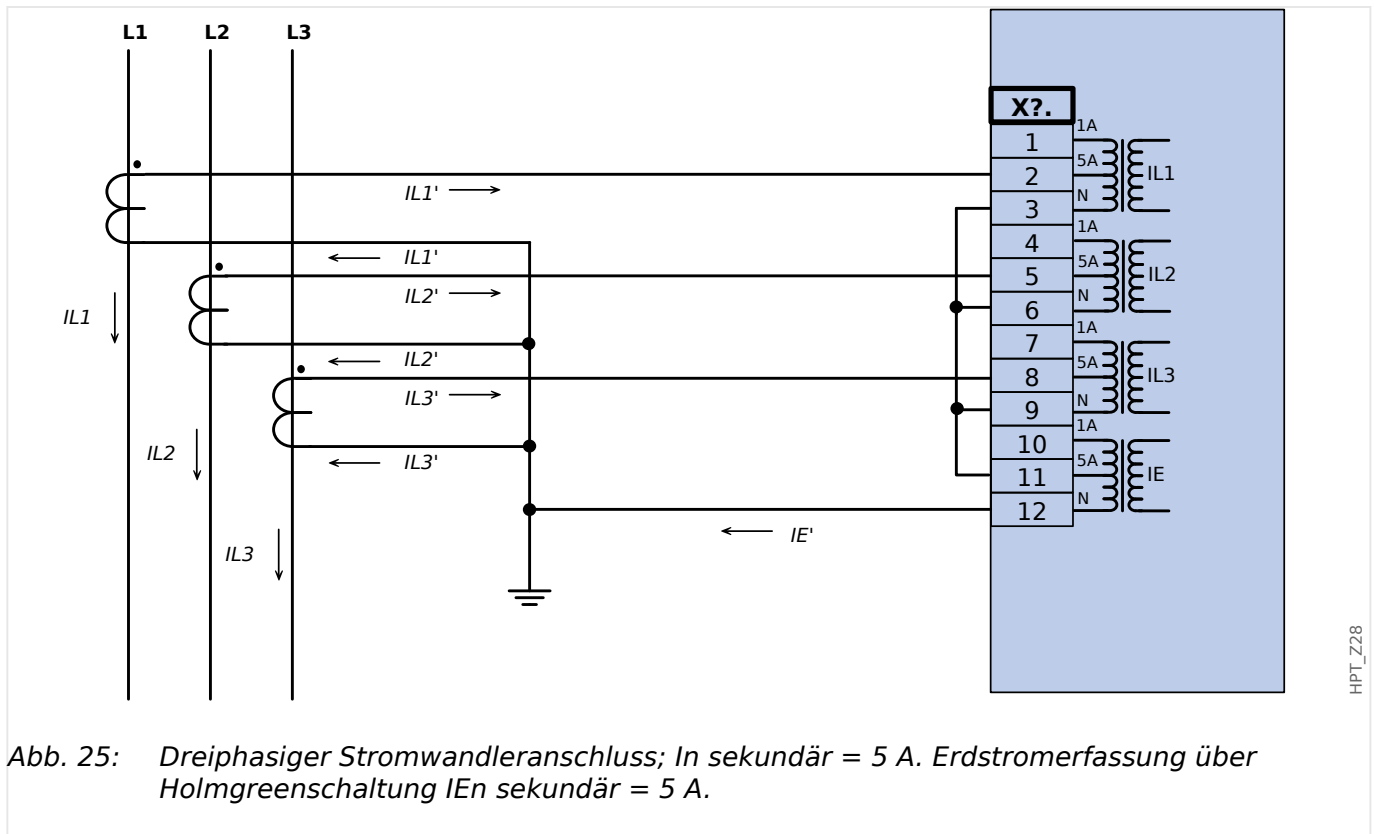 L1 L2 L3
X?.
1 1A
2 5A IL1
3 N
4 1A
5 5A IL2
6 N
7 1A
8 5A IL3
9 N
10 1A
11 5A IE
12 N
IL1'
IL1'
IL2'
IL1
IL2'
IL3'
IL2
IL3'
IE'
IL3
HPT_Z28
Abb. 25: Dreiphasiger Stromwandleranschluss; In sekundär = 5 A. Erdstromerfassung über
Holmgreenschaltung IEn sekundär = 5 A.